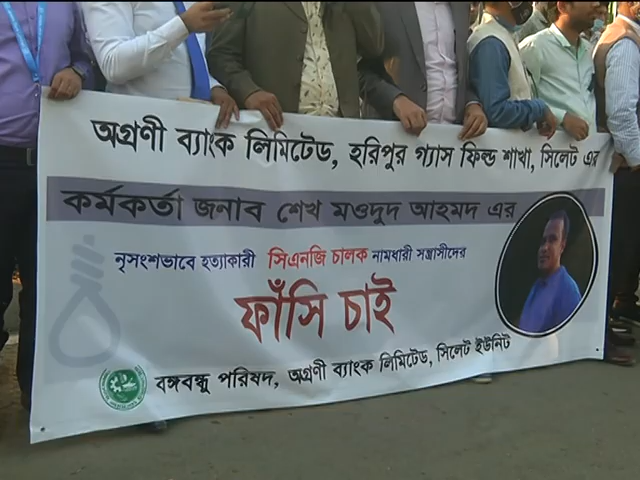 অগ্রণী ব্যাংক লিমিটেড, হরিপুর গ্যাস ফিল্ড শাখা, সিলেট এর
কর্মকর্তা জনাব শেখ মওদুদ আহমদ এর
নৃসংশভাবে হত্যাকারী সিএনজি চালক নামধারী সন্ত্রাসীদের
ফাঁসি চাই
বঙ্গবন্ধু পরিষদ, অগ্রণী ব্যাংক লিমিটেড, সিলেট ইউনিট